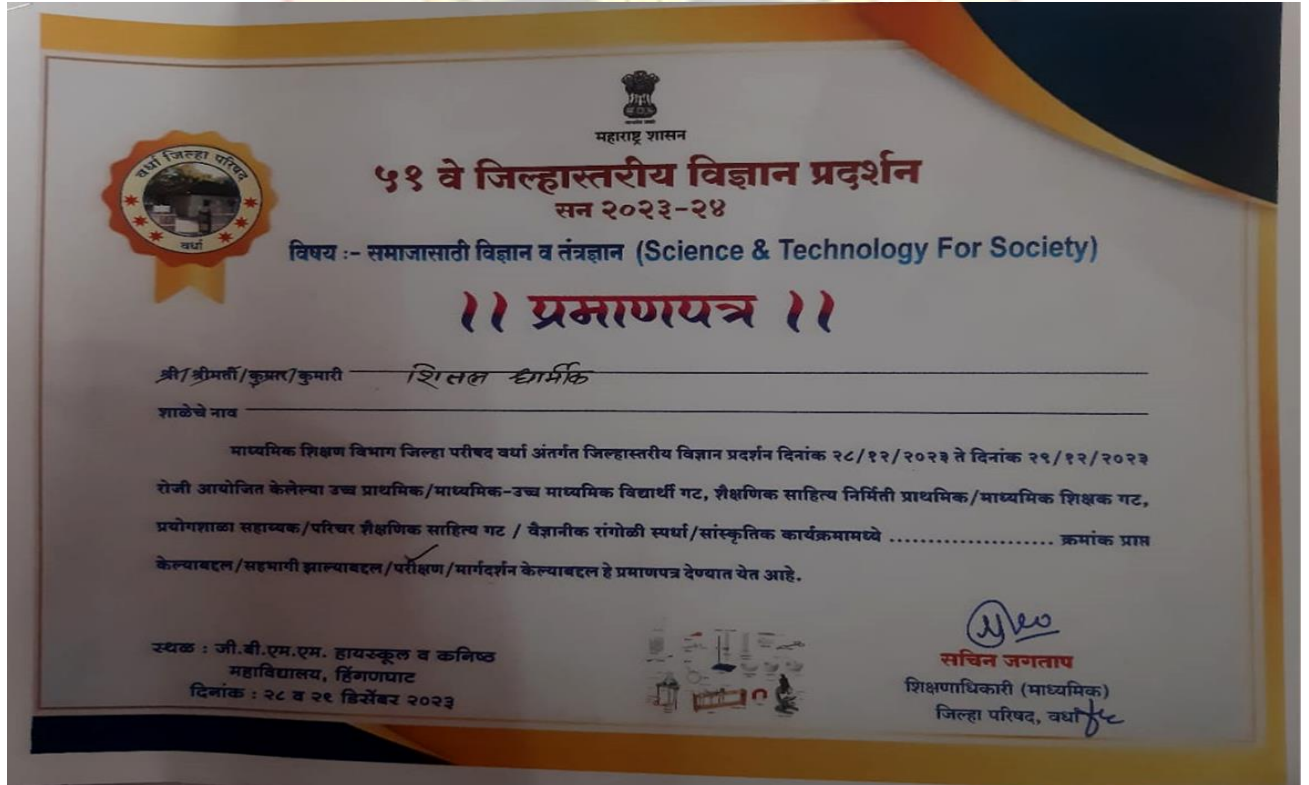 महाराष्ट्र शासन
वर्धा जिल्हा परिषद
वर्धा
५१ वे जिल्हास्तरीय विज्ञान प्रदर्शन
सन २०२३-२४
विषय :- समाजासाठी विज्ञान व तंत्रज्ञान (Science & Technology For Society)
।। प्रमाणपत्र ।।
श्री/श्रीमती/कुमार/कुमारी शितल धार्मीक
शाळेचे नाव
माध्यमिक शिक्षण विभाग जिल्हा परीषद वर्धा अंतर्गत जिल्हास्तरीय विज्ञान प्रदर्शन दिनांक २८/१२/२०२३ ते दिनांक २९/१२/२०२३
रोजी आयोजित केलेल्या उच्च प्राथमिक/माध्यमिक-उच्च माध्यमिक विद्यार्थी गट, शैक्षणिक साहित्य निर्मिती प्राथमिक/माध्यमिक शिक्षक गट,
प्रयोगशाळा सहाय्यक/परिचर शैक्षणिक साहित्य गट / वैज्ञानीक रांगोळी स्पर्धा/सांस्कृतिक कार्यक्रमामध्ये ..................... क्रमांक प्राप्त
केल्याबद्दल/सहभागी झाल्याबद्दल/परीक्षण/मार्गदर्शन केल्याबद्दल हे प्रमाणपत्र देण्यात येत आहे.
स्थळ : जी.बी.एम.एम. हायस्कूल व कनिष्ठ
महाविद्यालय, हिंगणघाट
दिनांक : २८ व २९ डिसेंबर २०२३
सचिन जगताप
शिक्षणाधिकारी (माध्यमिक)
जिल्हा परिषद, वर्धा